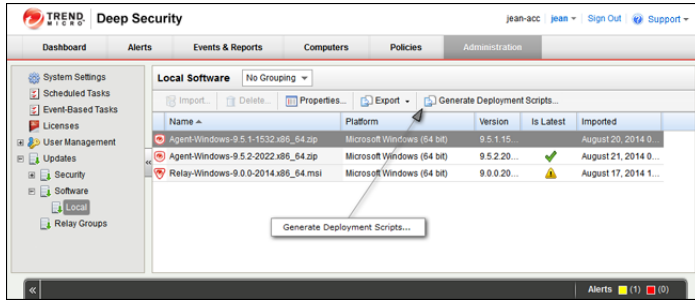 TREND MICRO Deep Security jean-acc jean Sign Out Support
Dashboard Alerts Events & Reports Computers Policies Administration
System Settings
Scheduled Tasks
Event-Based Tasks
Licenses
User Management
Updates
Security
Software
Local
Relay Groups
Local Software No Grouping
Import... Delete... Properties... Export Generate Deployment Scripts...
Name Platform Version Is Latest Imported
Agent-Windows-9.5.1-1532.x86_64.zip Microsoft Windows (64 bit) 9.5.1.15... August 20, 2014 0...
Agent-Windows-9.5.2-2022.x86_64.zip Microsoft Windows (64 bit) 9.5.2.20... August 21, 2014 0...
Relay-Windows-9.0.0-2014.x86_64.msi Microsoft Windows (64 bit) 9.0.0.20... August 17, 2014 1...
Generate Deployment Scripts...
« Alerts (1) (0)